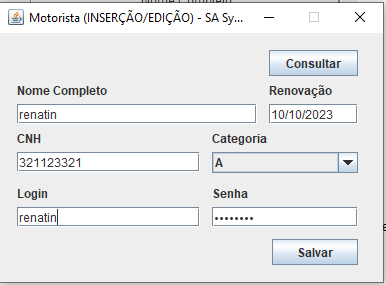 Motorista (INSERÇÃO/EDIÇÃO) - SA Sy...
Consultar
Nome Completo Renovação
renatin 10/10/2023
CNH Categoria
321123321 A
Login Senha
renatin ••••••••
Salvar